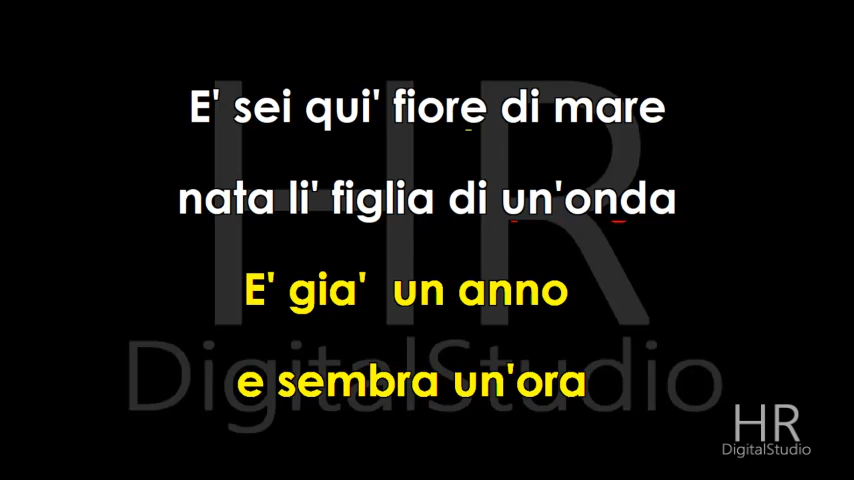 E' sei qui' fiore di mare
nata li' figlia di un'onda
E' gia' un anno
e sembra un'ora
HR
DigitalStudio
HR
DigitalStudio